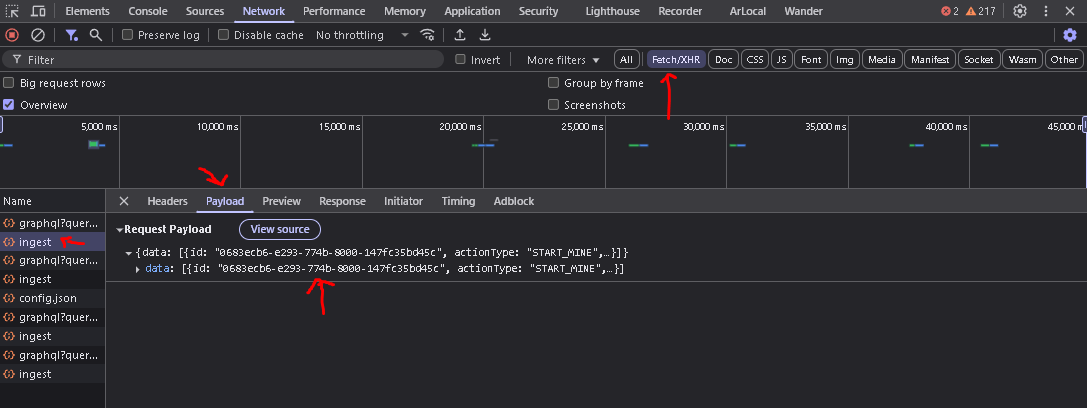 Elements Console Sources Network Performance Memory Application Security Lighthouse Recorder ArLocal Wander 2 217
Preserve log Disable cache No throttling
Filter Invert More filters All Fetch/XHR Doc CSS JS Font Img Media Manifest Socket Wasm Other
Big request rows Group by frame
Overview Screenshots
5,000 ms 10,000 ms 15,000 ms 20,000 ms 25,000 ms 30,000 ms 35,000 ms 40,000 ms 45,000 m
Name Headers Payload Preview Response Initiator Timing Adblock
graphql?quer... Request Payload View source
ingest
{data: [{id: "0683ecb6-e293-774b-8000-147fc35bd45c", actionType: "START_MINE",…}]}
graphql?quer... data: [{id: "0683ecb6-e293-774b-8000-147fc35bd45c", actionType: "START_MINE",…}]
ingest
config.json
graphql?quer...
ingest
graphql?quer...
ingest